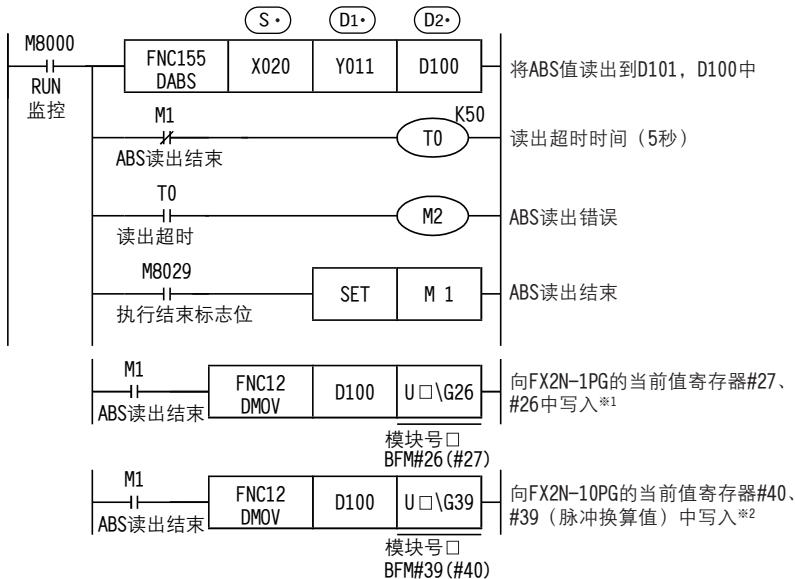 S· D1· D2·
M8000
RUN
监控
FNC155 DABS X020 Y011 D100 将ABS值读出到D101，D100中
M1 K50
ABS读出结束 T0 读出超时时间（5秒）
T0
读出超时 M2 ABS读出错误
M8029
执行结束标志位 SET M 1 ABS读出结束
M1
ABS读出结束
FNC12 DMOV D100 U□\G26
向FX2N-1PG的当前值寄存器#27、
#26中写入※1
模块号□
BFM#26(#27)
M1
ABS读出结束
FNC12 DMOV D100 U□\G39
向FX2N-10PG的当前值寄存器#40、
#39（脉冲换算值）中写入※2
模块号□
BFM#39(#40)